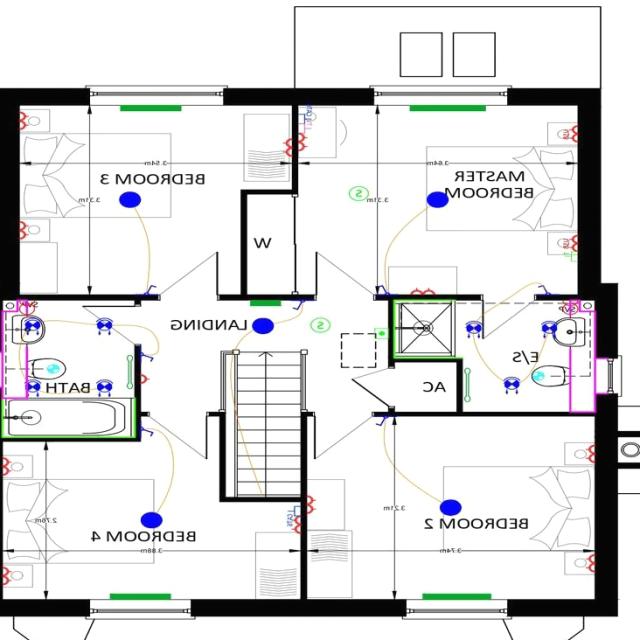 BEDROOM 3
3.54m
3.31m
MASTER
BEDROOM
3.64m
3.31m
S
W
LANDING
S
E/S
AC
BATH
BEDROOM 4
3.88m
2.76m
BEDROOM 2
3.74m
3.21m